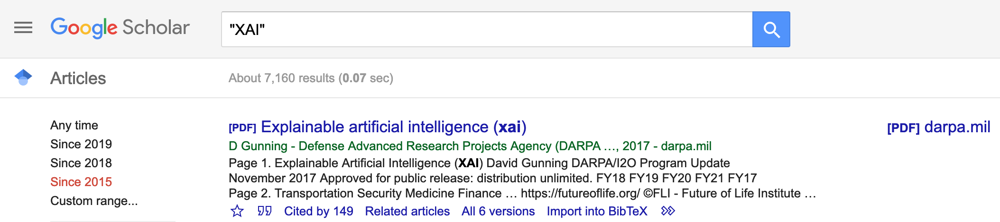 Google Scholar
"XAI"
Articles
About 7,160 results (0.07 sec)
Any time
Since 2019
Since 2018
Since 2015
Custom range...
[PDF] Explainable artificial intelligence (xai)
[PDF] darpa.mil
D Gunning - Defense Advanced Research Projects Agency (DARPA …, 2017 - darpa.mil
Page 1. Explainable Artificial Intelligence (XAI) David Gunning DARPA/I2O Program Update
November 2017 Approved for public release: distribution unlimited. FY18 FY19 FY20 FY21 FY17
Page 2. Transportation Security Medicine Finance … https://futureoflife.org/ ©FLI - Future of Life Institute …
Cited by 149 Related articles All 6 versions Import into BibTeX